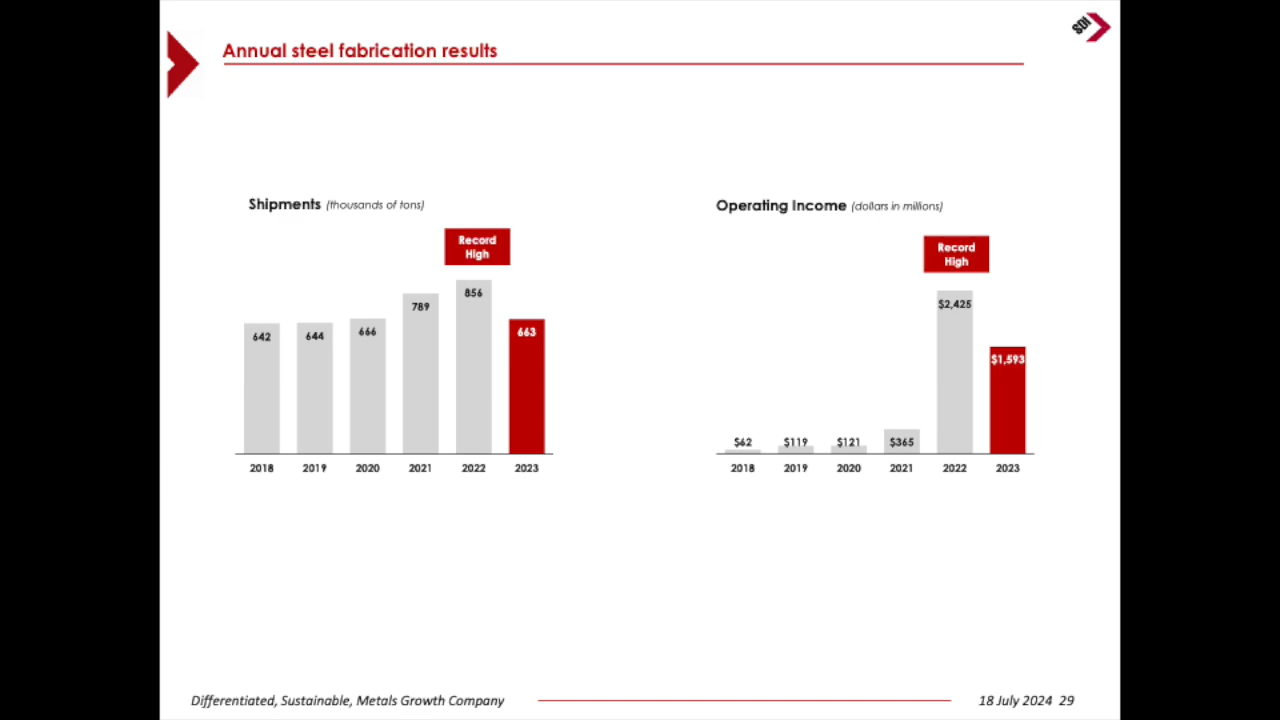 SDI
Annual steel fabrication results
Shipments (thousands of tons)
Record
High
642
644
666
789
856
663
2018
2019
2020
2021
2022
2023
Operating Income (dollars in millions)
Record
High
$62
$119
$121
$365
$2,425
$1,593
2018
2019
2020
2021
2022
2023
Differentiated, Sustainable, Metals Growth Company
18 July 2024 29